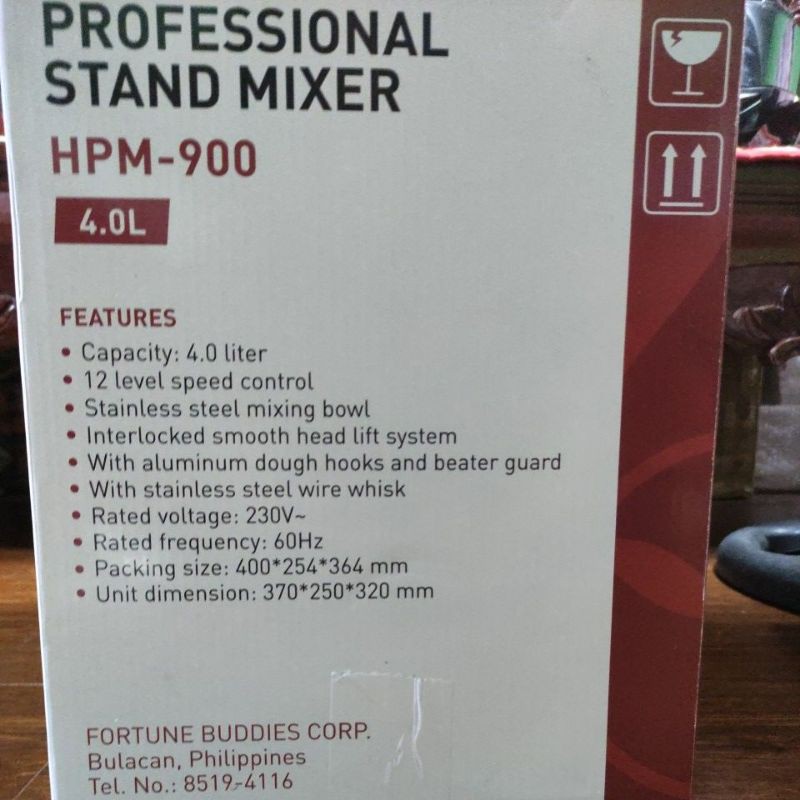 PROFESSIONAL
STAND MIXER
HPM-900
4.0L
FEATURES
• Capacity: 4.0 liter
• 12 level speed control
• Stainless steel mixing bowl
• Interlocked smooth head lift system
• With aluminum dough hooks and beater guard
• With stainless steel wire whisk
• Rated voltage: 230V~
• Rated frequency: 60Hz
• Packing size: 400*254*364 mm
• Unit dimension: 370*250*320 mm
FORTUNE BUDDIES CORP.
Bulacan, Philippines
Tel. No.: 8519-4116